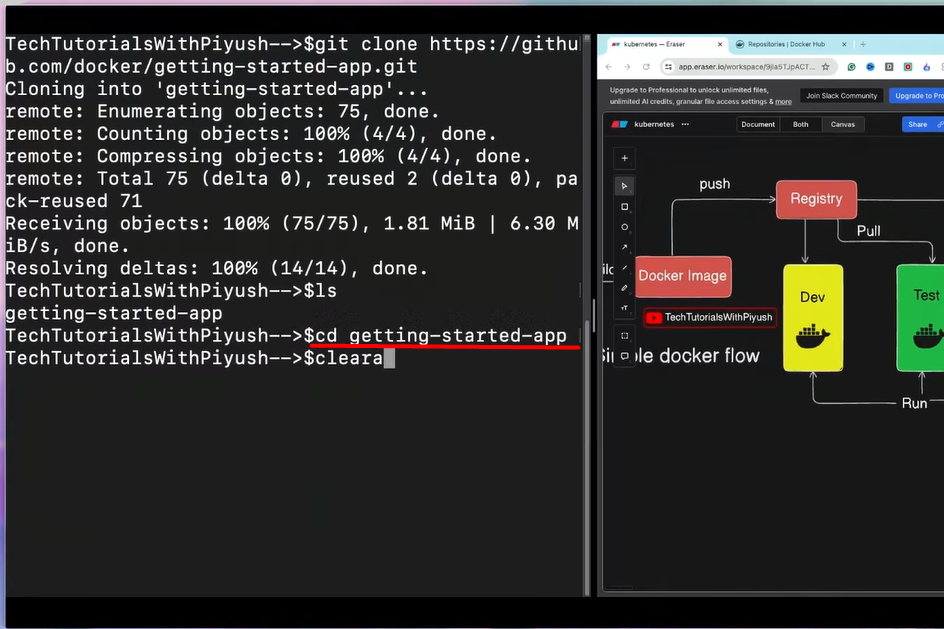 TechTutorialsWithPiyush-->$git clone https://githu
b.com/docker/getting-started-app.git
Cloning into 'getting-started-app'...
remote: Enumerating objects: 75, done.
remote: Counting objects: 100% (4/4), done.
remote: Compressing objects: 100% (4/4), done.
remote: Total 75 (delta 0), reused 2 (delta 0), pa
ck-reused 71
Receiving objects: 100% (75/75), 1.81 MiB | 6.30 M
iB/s, done.
Resolving deltas: 100% (14/14), done.
TechTutorialsWithPiyush-->$ls
getting-started-app
TechTutorialsWithPiyush-->$cd getting-started-app
TechTutorialsWithPiyush-->$cleara
kubernetes — Eraser
Repositories | Docker Hub
Upgrade to Professional to unlock unlimited files,
unlimited AI credits, granular file access settings & more
Join Slack Community
Upgrade to Pro
kubernetes
Document
Both
Canvas
Share
push
Registry
Pull
Docker Image
Dev
Test
TechTutorialsWithPiyush
docker flow
Run